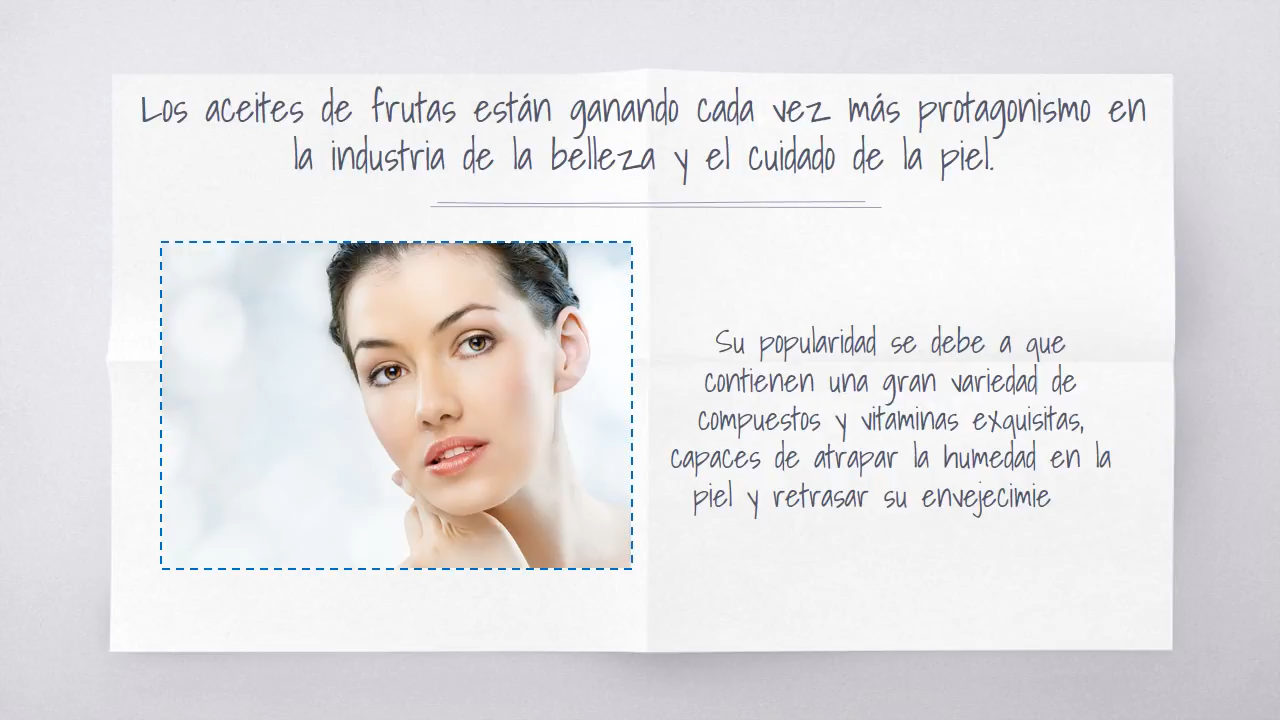 Los aceites de frutas están ganando cada vez más protagonismo en
la industria de la belleza y el cuidado de la piel.
Su popularidad se debe a que
contienen una gran variedad de
compuestos y vitaminas exquisitas,
capaces de atrapar la humedad en la
piel y retrasar su envejecimie